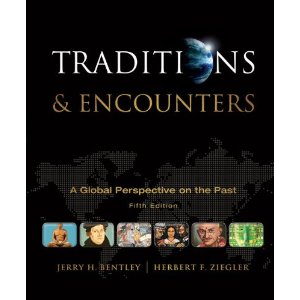 TRADITIONS
& ENCOUNTERS
A Global Perspective on the Past
Fifth Edition
JERRY H. BENTLEY | HERBERT F. ZIEGLER